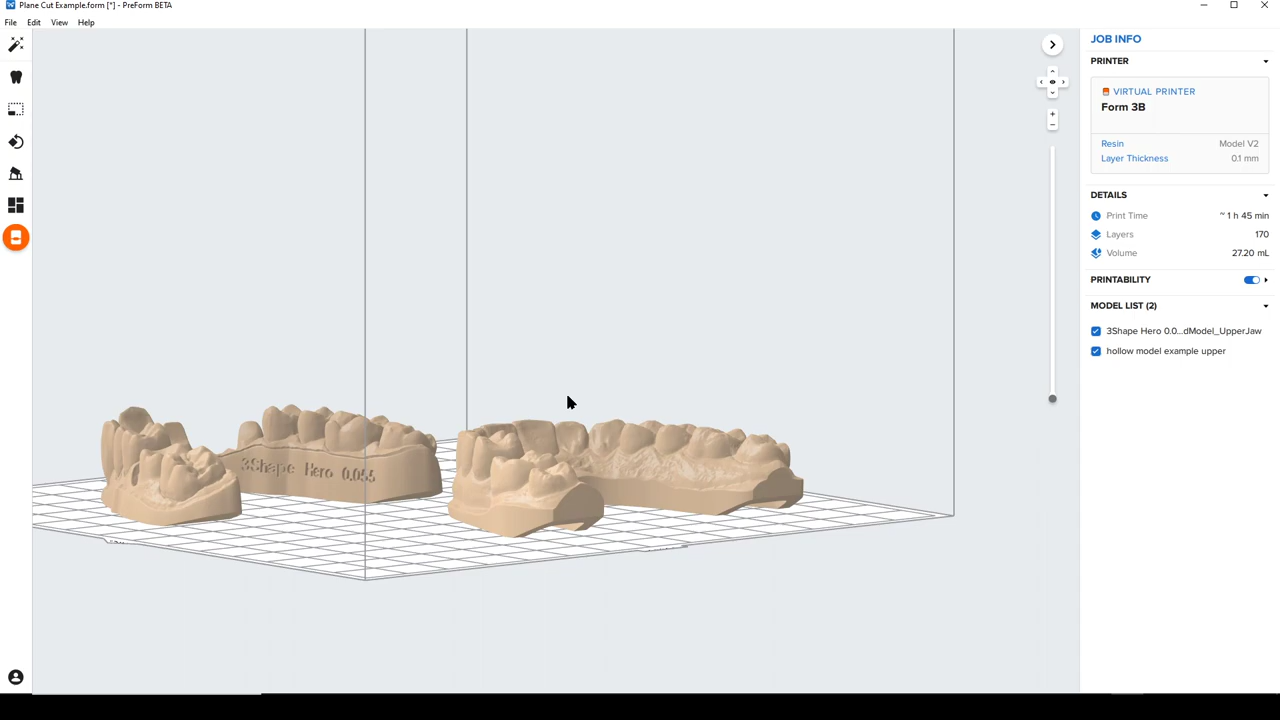 Plane Cut Example.form [*] - PreForm BETA
File Edit View Help
JOB INFO
PRINTER
VIRTUAL PRINTER
Form 3B
Resin Model V2
Layer Thickness 0.1 mm
DETAILS
Print Time ~ 1 h 45 min
Layers 170
Volume 27.20 mL
PRINTABILITY
MODEL LIST (2)
3Shape Hero 0.0...dModel_UpperJaw
hollow model example upper
3Shape Hero 0.055